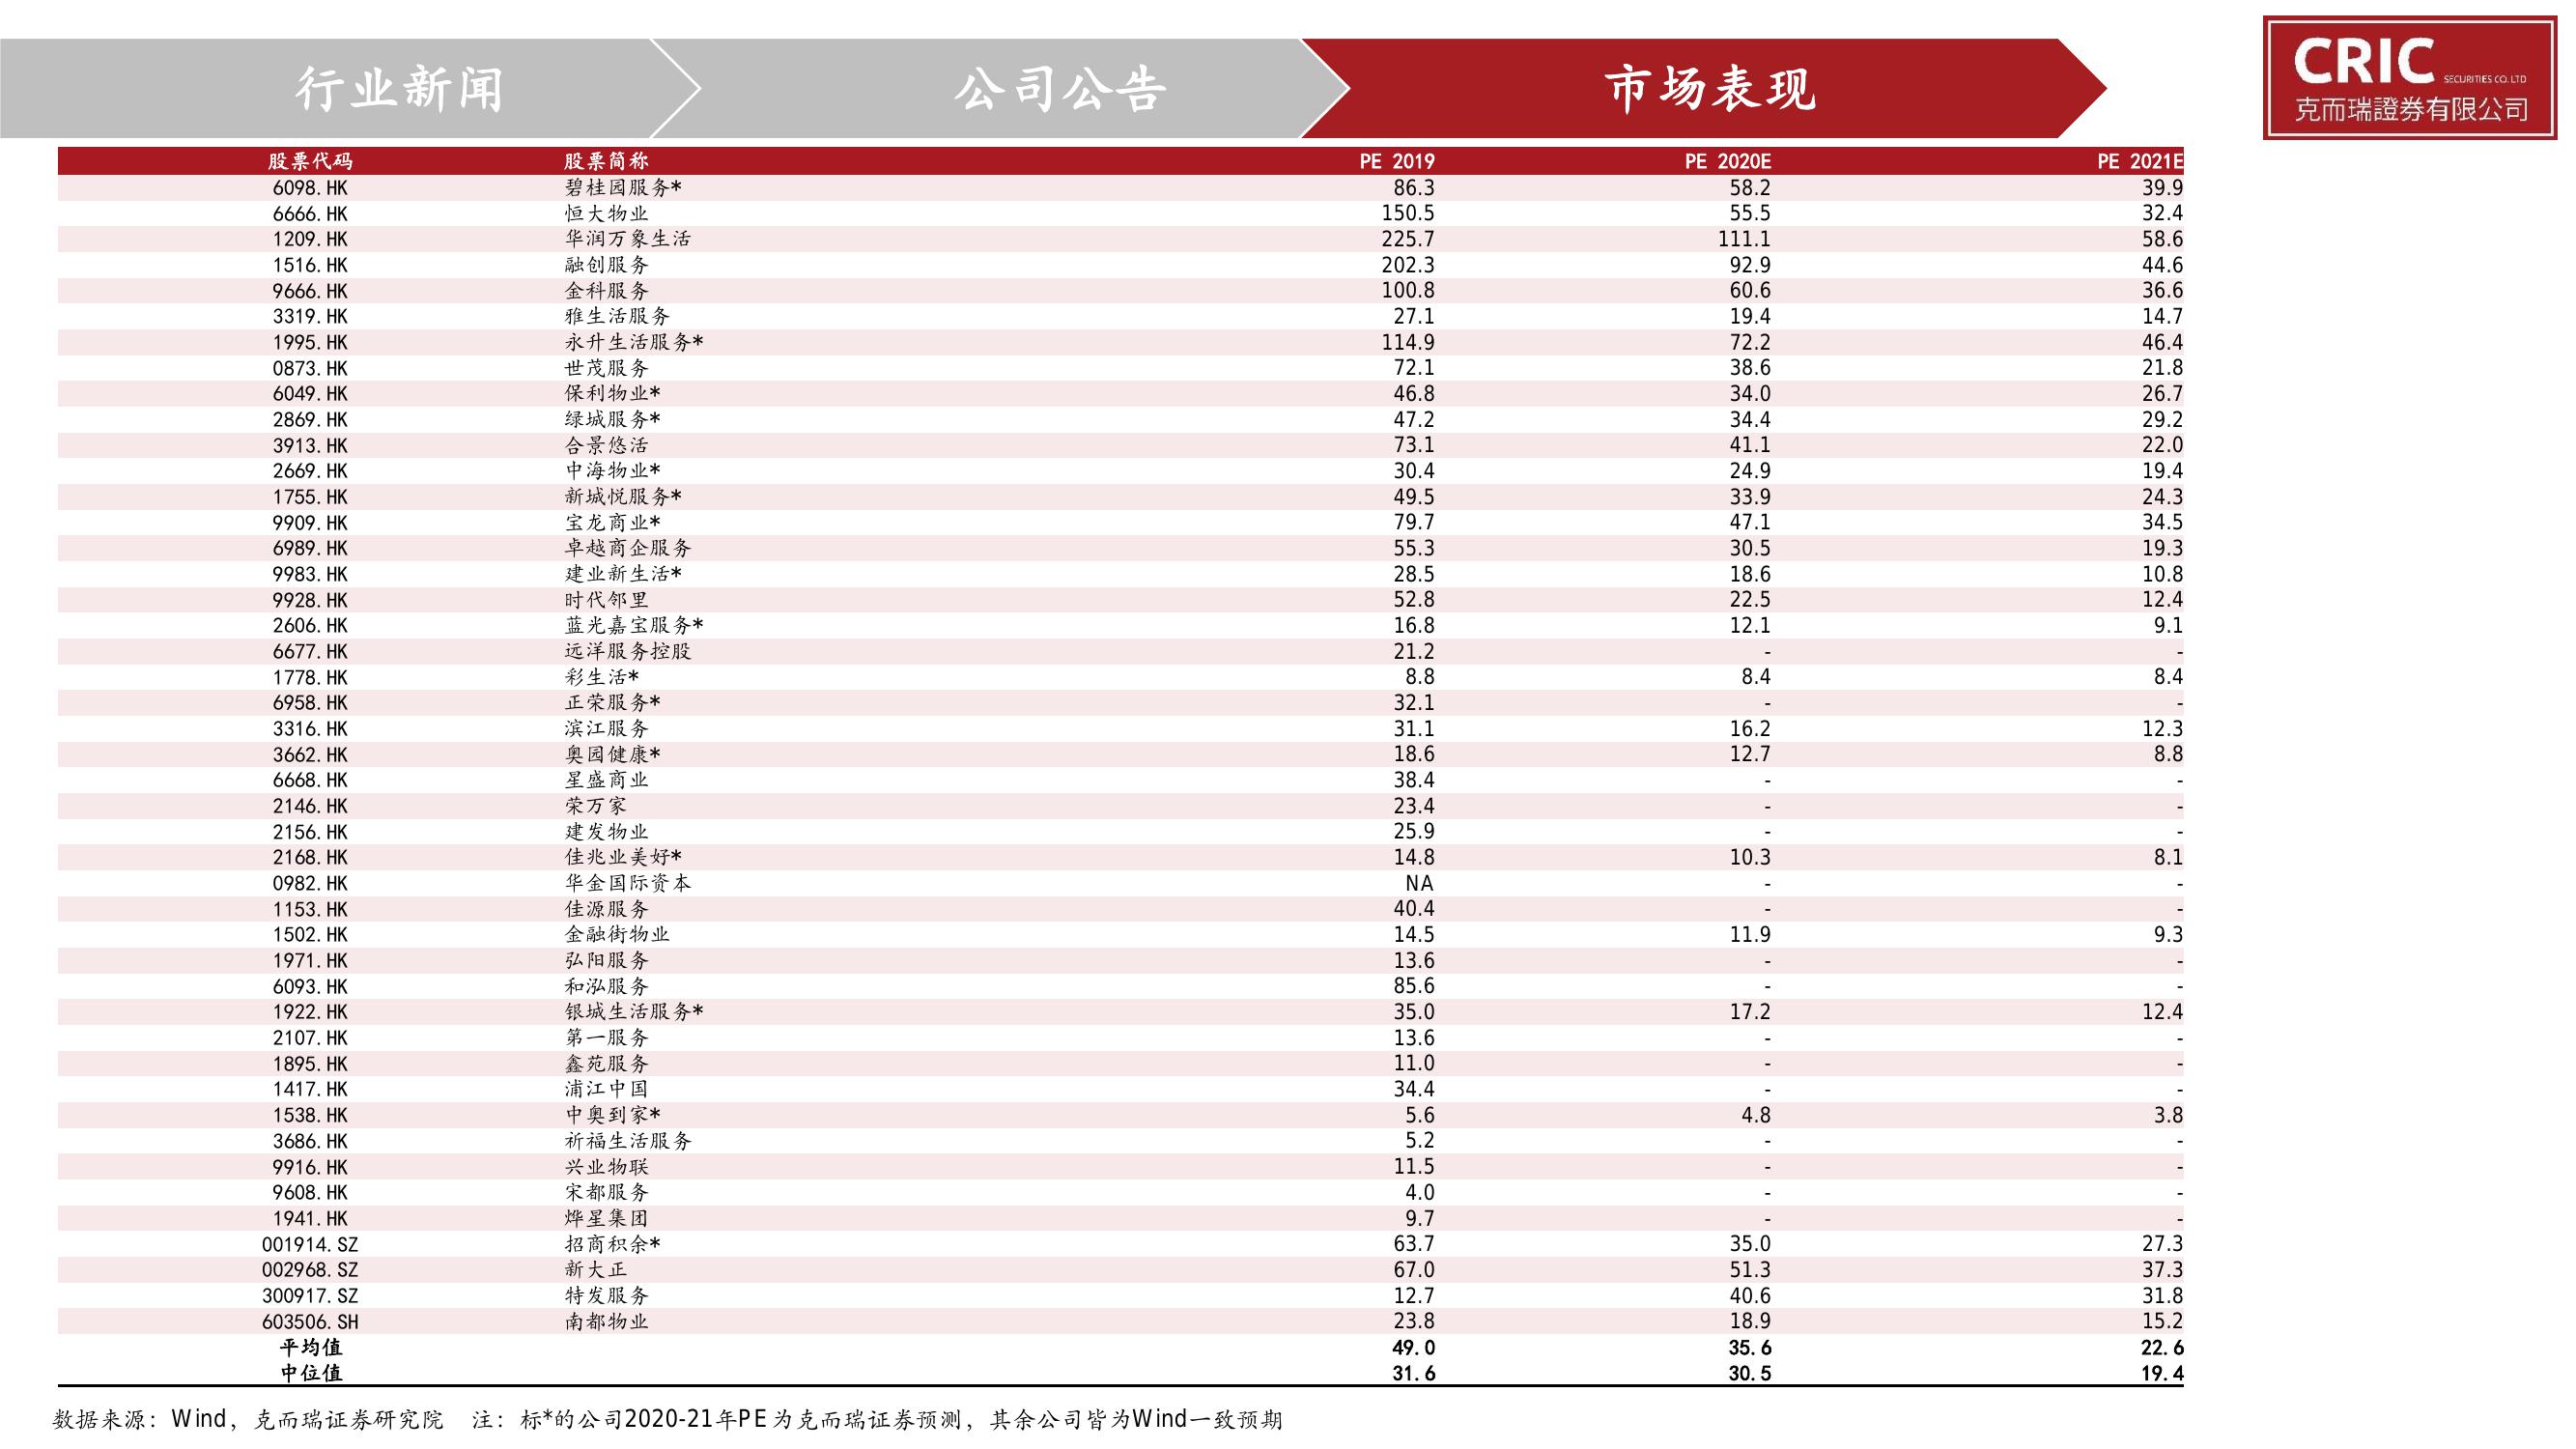 行业新闻 公司公告 市场表现
CRIC SECURITIES CO. LTD
克而瑞證券有限公司
股票代码 股票简称 PE 2019 PE 2020E PE 2021E
6098.HK 碧桂园服务* 86.3 58.2 39.9
6666.HK 恒大物业 150.5 55.5 32.4
1209.HK 华润万象生活 225.7 111.1 58.6
1516.HK 融创服务 202.3 92.9 44.6
9666.HK 金科服务 100.8 60.6 36.6
3319.HK 雅生活服务 27.1 19.4 14.7
1995.HK 永升生活服务* 114.9 72.2 46.4
0873.HK 世茂服务 72.1 38.6 21.8
6049.HK 保利物业* 46.8 34.0 26.7
2869.HK 绿城服务* 47.2 34.4 29.2
3913.HK 合景悠活 73.1 41.1 22.0
2669.HK 中海物业* 30.4 24.9 19.4
1755.HK 新城悦服务* 49.5 33.9 24.3
9909.HK 宝龙商业* 79.7 47.1 34.5
6989.HK 卓越商企服务 55.3 30.5 19.3
9983.HK 建业新生活* 28.5 18.6 10.8
9928.HK 时代邻里 52.8 22.5 12.4
2606.HK 蓝光嘉宝服务* 16.8 12.1 9.1
6677.HK 远洋服务控股 21.2 - -
1778.HK 彩生活* 8.8 8.4 8.4
6958.HK 正荣服务* 32.1 - -
3316.HK 滨江服务 31.1 16.2 12.3
3662.HK 奥园健康* 18.6 12.7 8.8
6668.HK 星盛商业 38.4 - -
2146.HK 荣万家 23.4 - -
2156.HK 建发物业 25.9 - -
2168.HK 佳兆业美好* 14.8 10.3 8.1
0982.HK 华金国际资本 NA - -
1153.HK 佳源服务 40.4 - -
1502.HK 金融街物业 14.5 11.9 9.3
1971.HK 弘阳服务 13.6 - -
6093.HK 和泓服务 85.6 - -
1922.HK 银城生活服务* 35.0 17.2 12.4
2107.HK 第一服务 13.6 - -
1895.HK 鑫苑服务 11.0 - -
1417.HK 浦江中国 34.4 - -
1538.HK 中奥到家* 5.6 4.8 3.8
3686.HK 祈福生活服务 5.2 - -
9916.HK 兴业物联 11.5 - -
9608.HK 宋都服务 4.0 - -
1941.HK 烨星集团 9.7 - -
001914.SZ 招商积余* 63.7 35.0 27.3
002968.SZ 新大正 67.0 51.3 37.3
300917.SZ 特发服务 12.7 40.6 31.8
603506.SH 南都物业 23.8 18.9 15.2
平均值 49.0 35.6 22.6
中位值 31.6 30.5 19.4
数据来源：Wind，克而瑞证券研究院 注：标*的公司2020-21年PE为克而瑞证券预测，其余公司皆为Wind一致预期